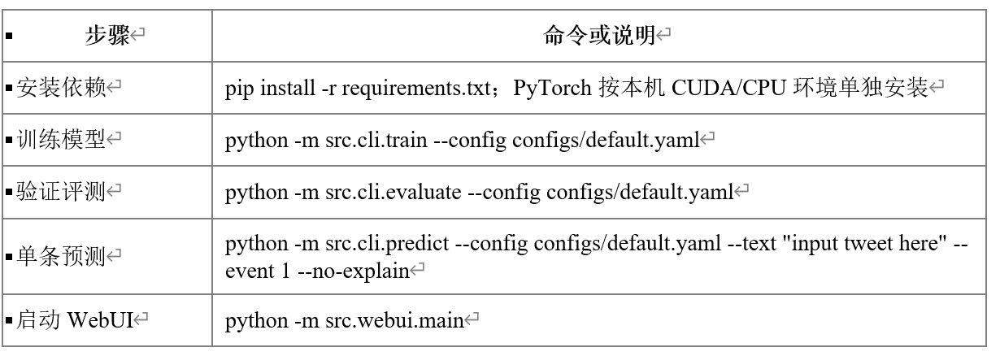 步骤 命令或说明
安装依赖 pip install -r requirements.txt；PyTorch 按本机 CUDA/CPU 环境单独安装
训练模型 python -m src.cli.train --config configs/default.yaml
验证评测 python -m src.cli.evaluate --config configs/default.yaml
单条预测 python -m src.cli.predict --config configs/default.yaml --text "input tweet here" --
event 1 --no-explain
启动 WebUI python -m src.webui.main